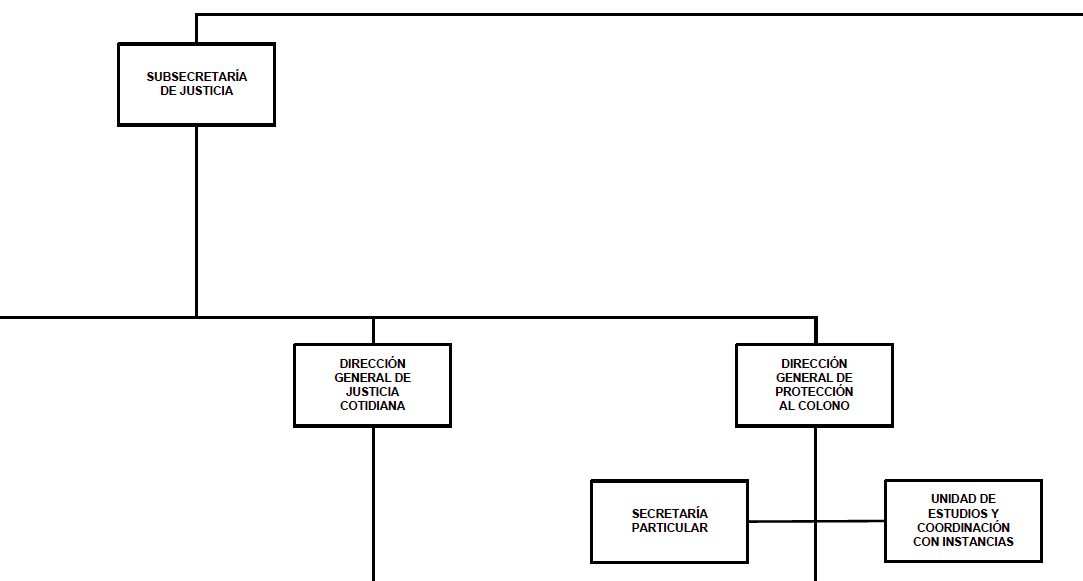 SUBSECRETARÍA
DE JUSTICIA
DIRECCIÓN
GENERAL DE
JUSTICIA
COTIDIANA
DIRECCIÓN
GENERAL DE
PROTECCIÓN
AL COLONO
SECRETARÍA
PARTICULAR
UNIDAD DE
ESTUDIOS Y
COORDINACIÓN
CON INSTANCIAS